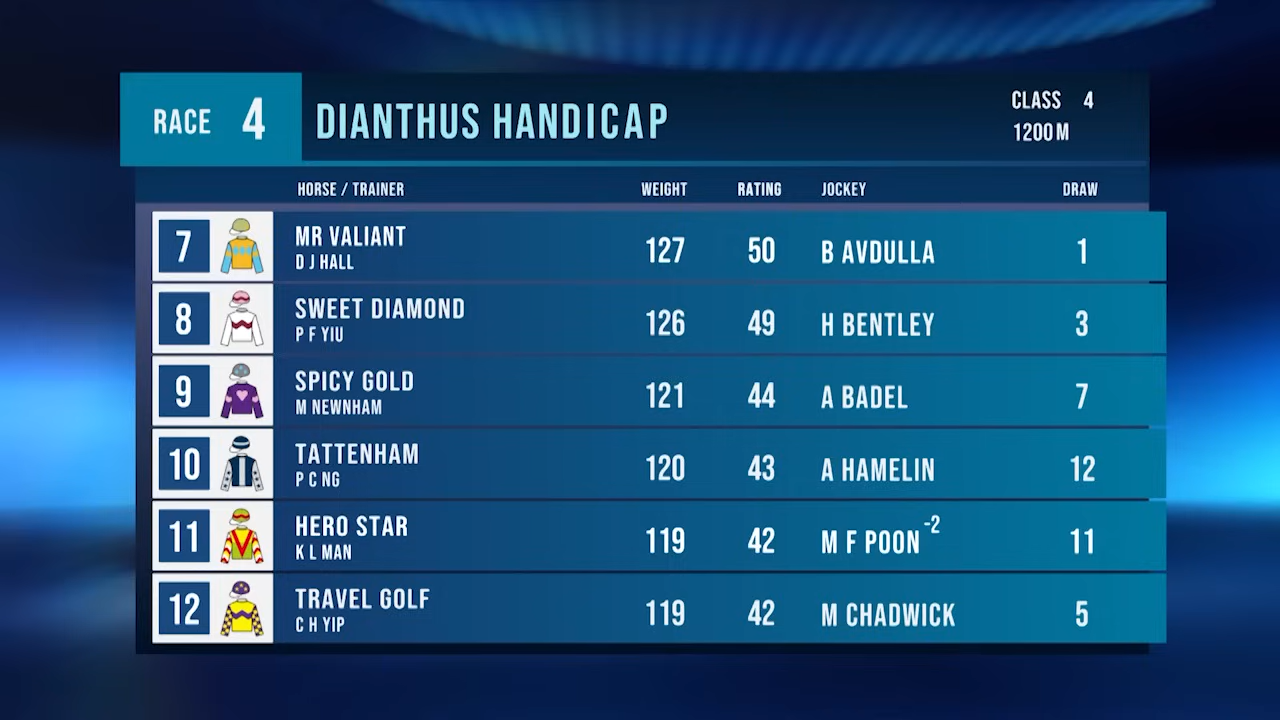 RACE 4 DIANTHUS HANDICAP
CLASS 4
1200M
HORSE / TRAINER WEIGHT RATING JOCKEY DRAW
7 MR VALIANT 127 50 B AVDULLA 1
D J HALL
8 SWEET DIAMOND 126 49 H BENTLEY 3
P F YIU
9 SPICY GOLD 121 44 A BADEL 7
M NEWNHAM
10 TATTENHAM 120 43 A HAMELIN 12
P C NG
11 HERO STAR 119 42 M F POON -2 11
K L MAN
12 TRAVEL GOLF 119 42 M CHADWICK 5
C H YIP